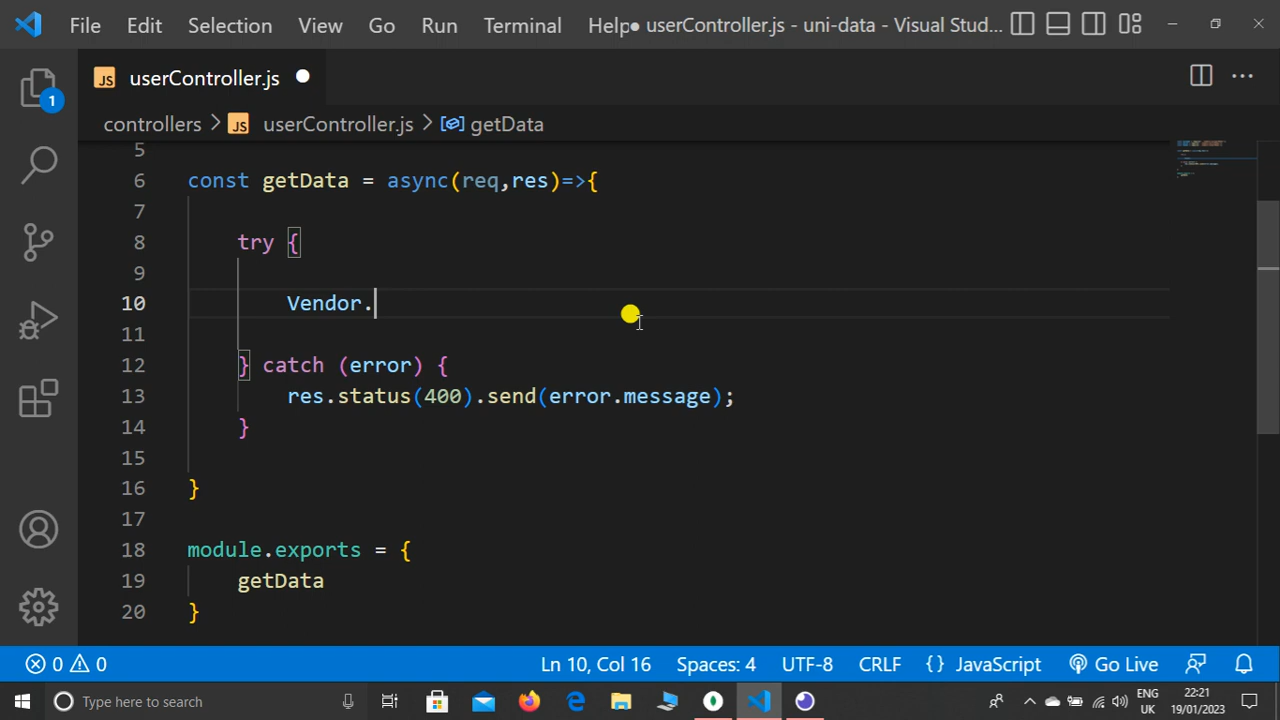 File Edit Selection View Go Run Terminal Help ● userController.js - uni-data - Visual Stud...
JS userController.js
controllers > JS userController.js > getData
1
5
6 const getData = async(req,res)=>{
7
8 try {
9
10 Vendor.
11
12 } catch (error) {
13 res.status(400).send(error.message);
14 }
15
16 }
17
18 module.exports = {
19 getData
20 }
0 0 Ln 10, Col 16 Spaces: 4 UTF-8 CRLF {} JavaScript Go Live
Type here to search ENG UK 22:21 19/01/2023